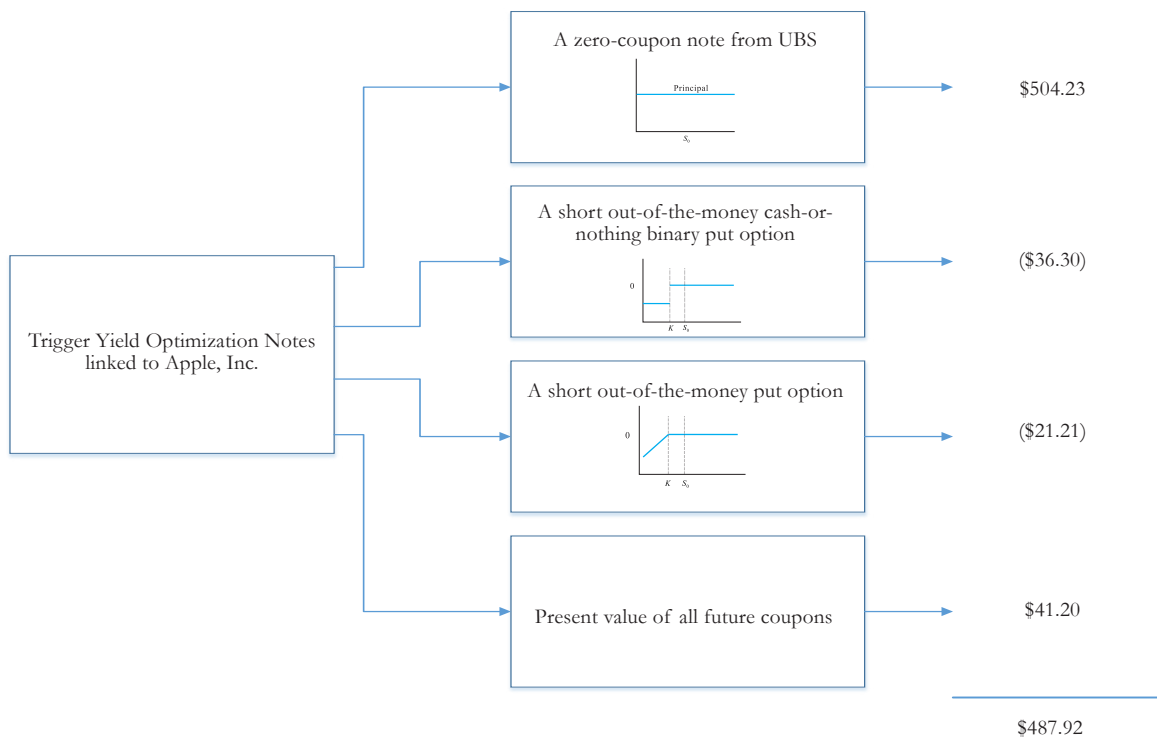 A zero-coupon note from UBS
Principal
S0
$504.23
A short out-of-the-money cash-or-
nothing binary put option
0
K S0
($36.30)
Trigger Yield Optimization Notes
linked to Apple, Inc.
A short out-of-the-money put option
0
K S0
($21.21)
Present value of all future coupons
$41.20
$487.92